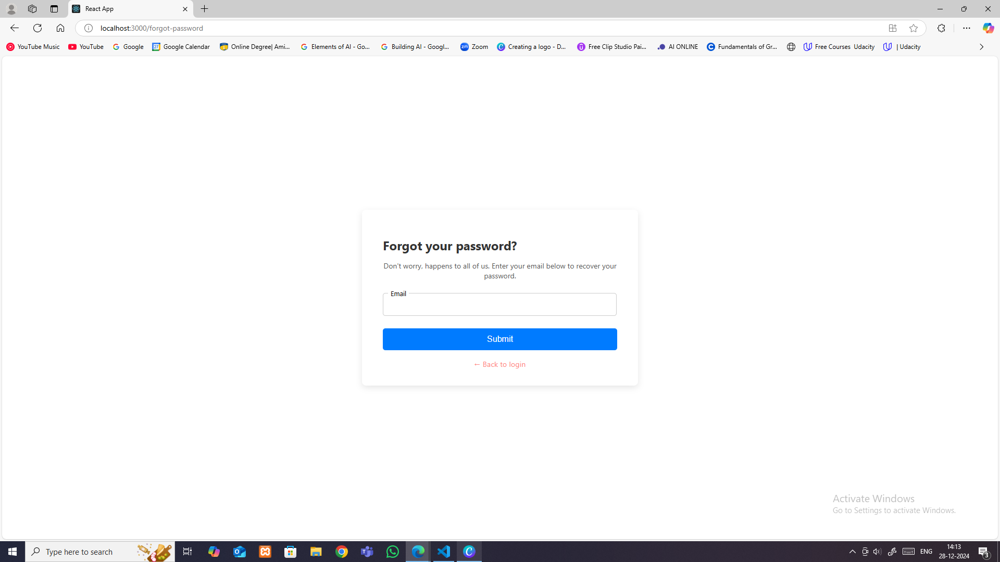 React App
localhost:3000/forgot-password
YouTube Music YouTube Google Google Calendar Online Degree| Ami... Elements of AI - Go... Building AI - Googl... Zoom Creating a logo - D... Free Clip Studio Pai... AI ONLINE Fundamentals of Gr... Free Courses Udacity | Udacity
Forgot your password?
Don't worry, happens to all of us. Enter your email below to recover your
password.
Email
Submit
← Back to login
Activate Windows
Go to Settings to activate Windows.
Type here to search
ENG
14:13
28-12-2024
3